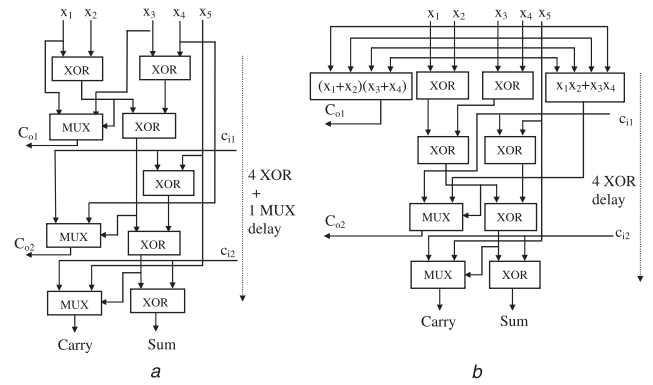 x₁ x₂ x₃ x₄ x₅
XOR XOR
MUX XOR
Cₒ₁
cᵢ₁
XOR
4 XOR
+
1 MUX
delay
MUX XOR
Cₒ₂
cᵢ₂
MUX XOR
Carry Sum
a
x₁ x₂ x₃ x₄ x₅
(x₁+x₂)(x₃+x₄) XOR XOR x₁x₂+x₃x₄
Cₒ₁
cᵢ₁
XOR XOR
4 XOR
delay
MUX XOR
Cₒ₂
cᵢ₂
MUX XOR
Carry Sum
b